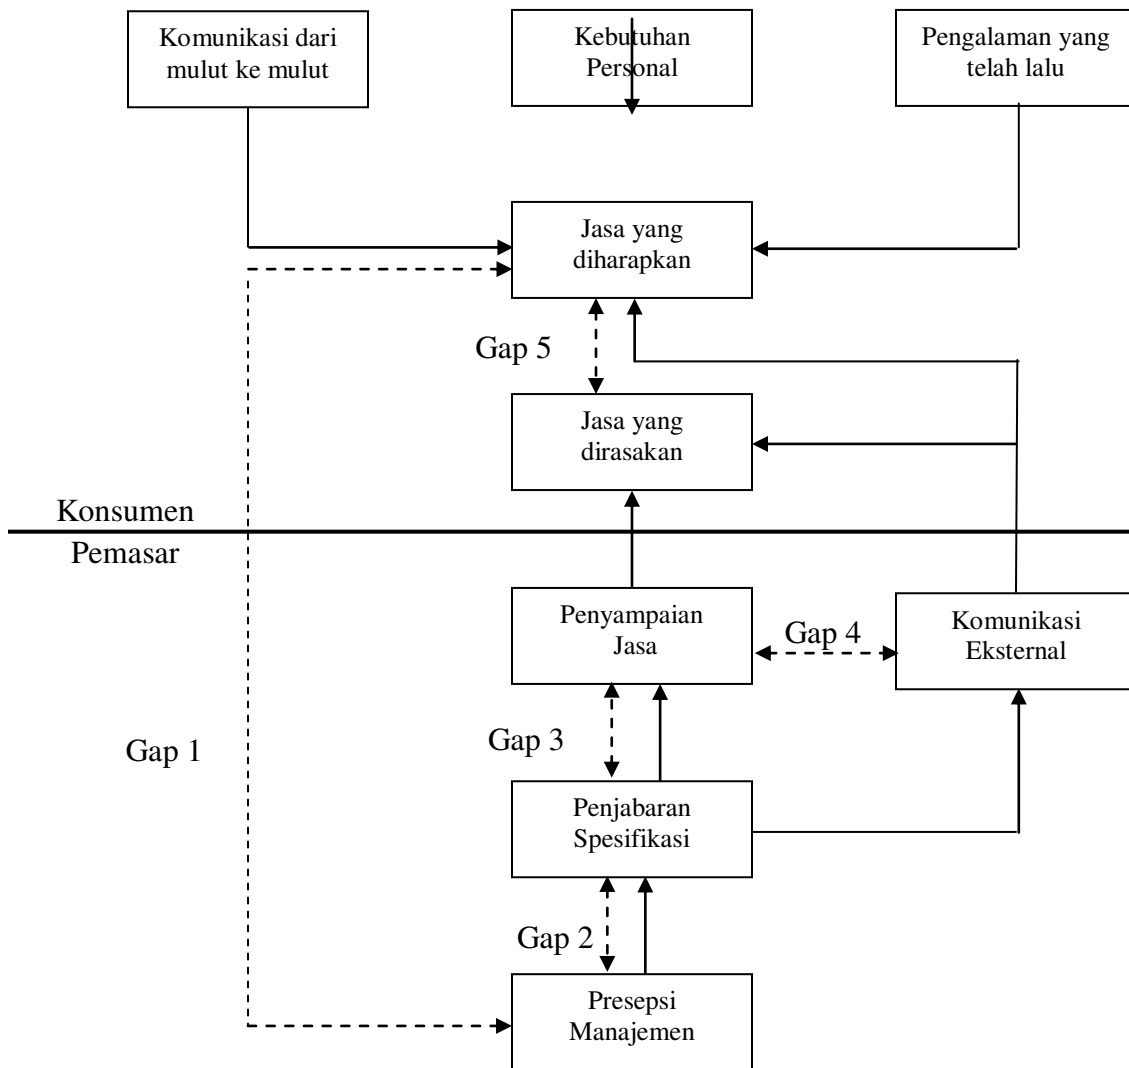 Komunikasi dari
mulut ke mulut
Kebutuhan
Personal
Pengalaman yang
telah lalu
Jasa yang
diharapkan
Gap 5
Jasa yang
dirasakan
Konsumen
Pemasar
Penyampaian
Jasa
Gap 4
Komunikasi
Eksternal
Gap 1
Gap 3
Penjabaran
Spesifikasi
Gap 2
Presepsi
Manajemen